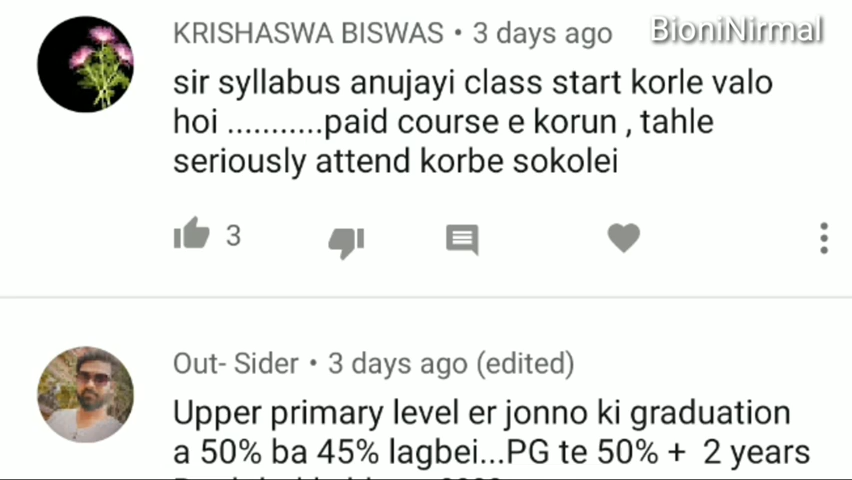 KRISHASWA BISWAS • 3 days ago
BioniNirmal
sir syllabus anujayi class start korle valo
hoi ...........paid course e korun , tahle
seriously attend korbe sokolei
3
Out- Sider • 3 days ago (edited)
Upper primary level er jonno ki graduation
a 50% ba 45% lagbei...PG te 50% + 2 years